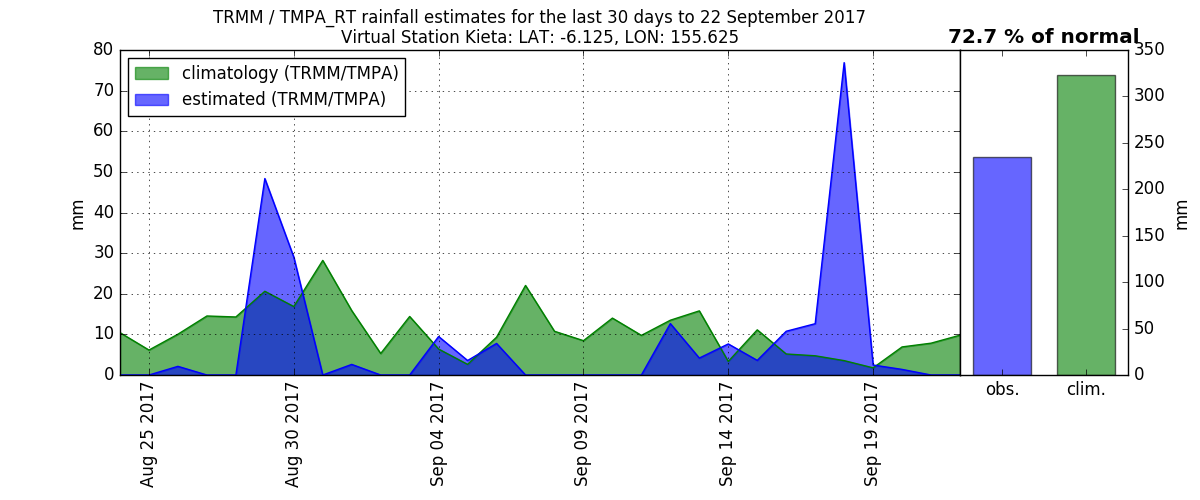 TRMM / TMPA_RT rainfall estimates for the last 30 days to 22 September 2017
Virtual Station Kieta: LAT: -6.125, LON: 155.625
72.7 % of normal
climatology (TRMM/TMPA)
estimated (TRMM/TMPA)
80
70
60
50
40
30
20
10
0
mm
Aug 25 2017
Aug 30 2017
Sep 04 2017
Sep 09 2017
Sep 14 2017
Sep 19 2017
350
300
250
200
150
100
50
0
mm
obs.
clim.